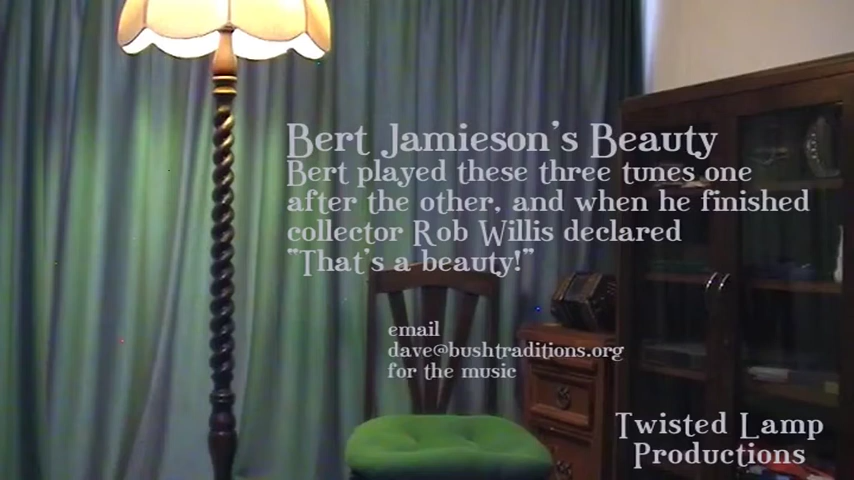 Bert Jamieson's Beauty
Bert played these three tunes one
after the other, and when he finished
collector Rob Willis declared
"That's a beauty!"
email
dave@bushtraditions.org
for the music
Twisted Lamp
Productions